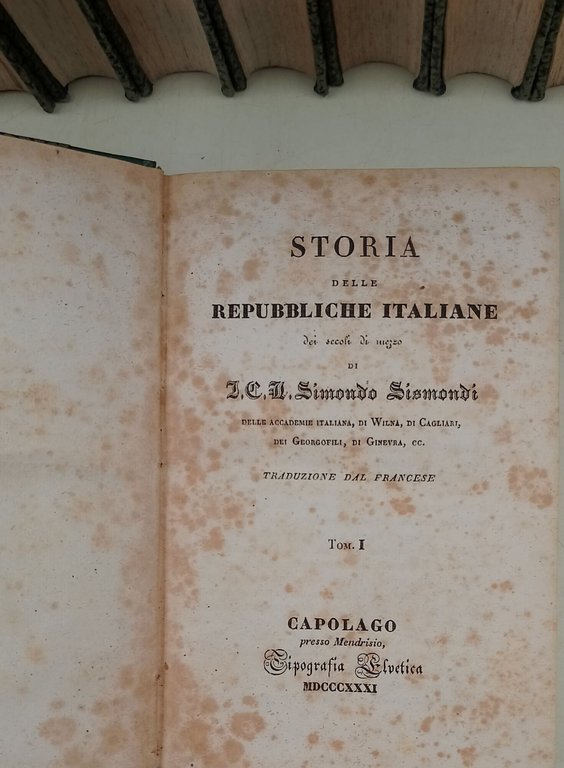 STORIA
DELLE
REPUBBLICHE ITALIANE
dei secoli di mezzo
DI
J. C. L. Simondo Sismondi
DELLE ACCADEMIE ITALIANA, DI WILNA, DI CAGLIARI,
DEI GEORGOFILI, DI GINEVRA, CC.
TRADUZIONE DAL FRANCESE
TOM. I
CAPOLAGO
presso Mendrisio,
Tipografia Elvetica
MDCCCXXXI